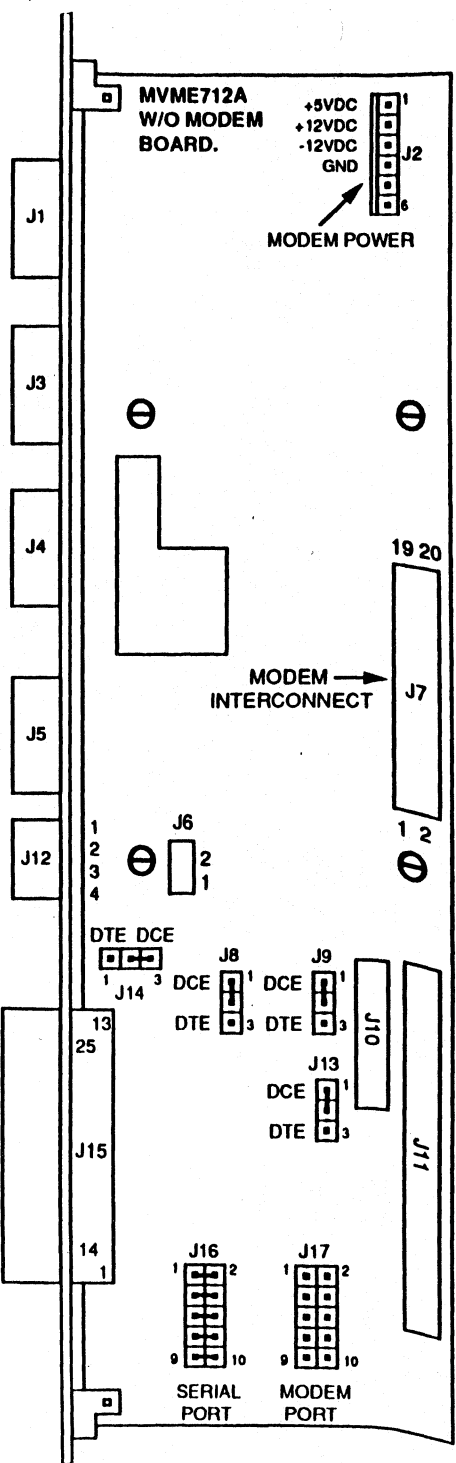 MVME712A
W/O MODEM
BOARD.
+5VDC
+12VDC
-12VDC
GND
1
J2
6
MODEM POWER
J1
J3
J4
19 20
MODEM
INTERCONNECT
J7
J5
1 2
J12
1
2
3
4
J6
2
1
DTE DCE
1 3
J14
J8
DCE 1
DTE 3
J9
DCE 1
DTE 3
J10
J13
DCE 1
DTE 3
J11
13
25
J15
14
1
J16
1 2
9 10
SERIAL
PORT
J17
1 2
9 10
MODEM
PORT